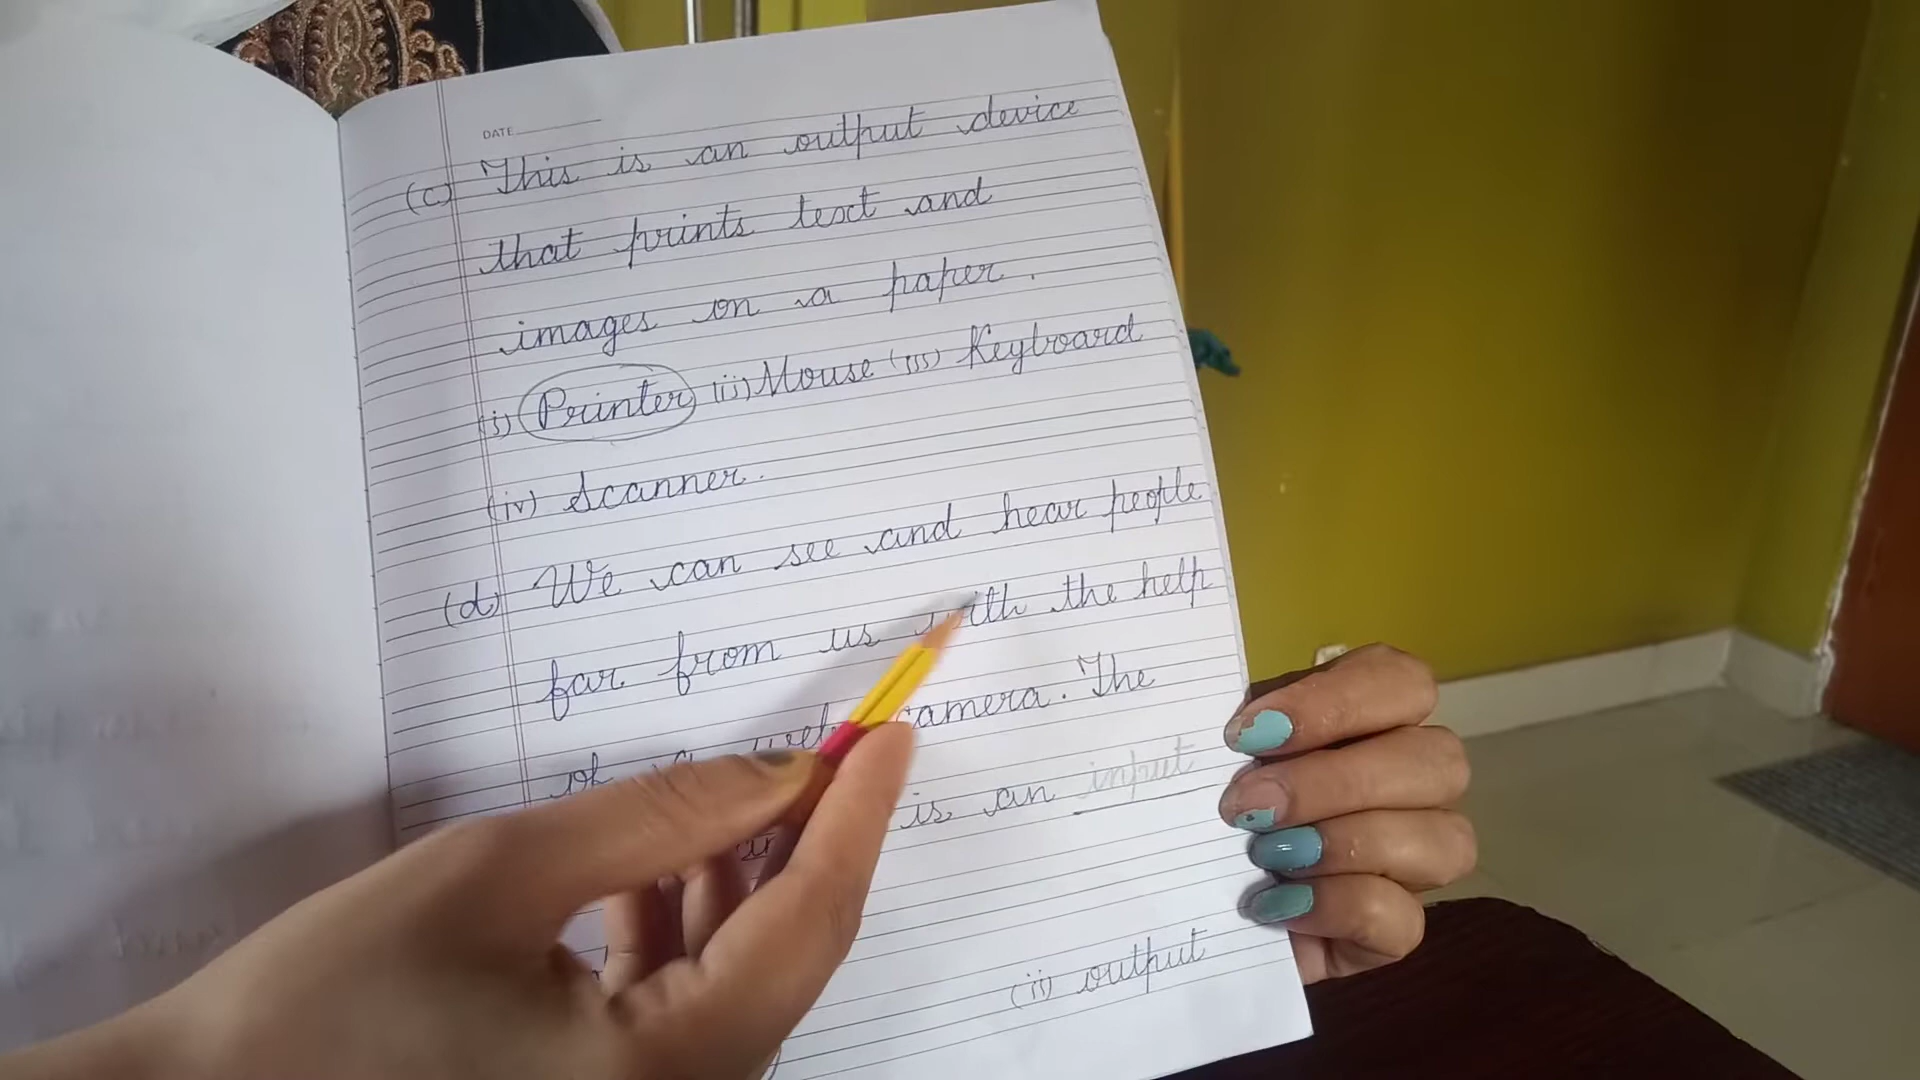 DATE
(c) This is an output device
that prints text and
images on a paper.
(i) Printer (ii) Mouse (iii) Keyboard
(iv) Scanner.
(d) We can see and hear people
far from us with the help
of a web camera. The
is an input
(ii) output